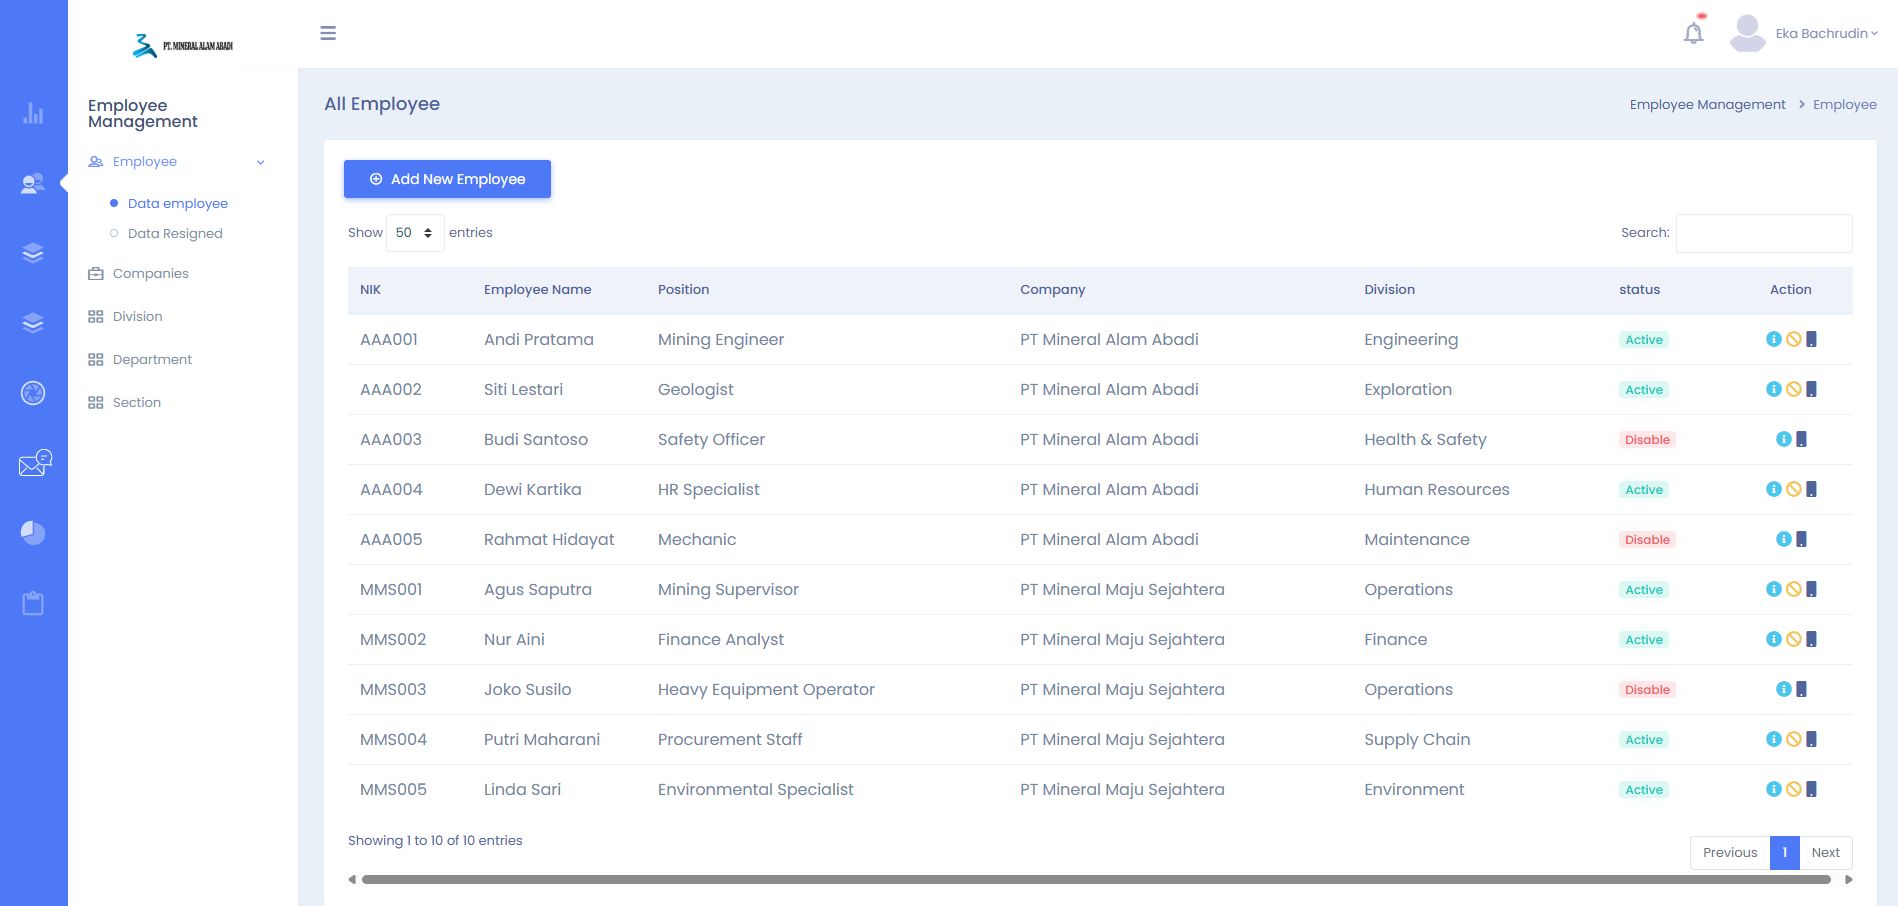 PT. MINERAL ALAM ABADI
Eka Bachrudin
Employee Management
Employee
Data employee
Data Resigned
Companies
Division
Department
Section
All Employee
Employee Management > Employee
Add New Employee
Show 50 entries
Search:
NIK Employee Name Position Company Division status Action
AAA001 Andi Pratama Mining Engineer PT Mineral Alam Abadi Engineering Active
AAA002 Siti Lestari Geologist PT Mineral Alam Abadi Exploration Active
AAA003 Budi Santoso Safety Officer PT Mineral Alam Abadi Health & Safety Disable
AAA004 Dewi Kartika HR Specialist PT Mineral Alam Abadi Human Resources Active
AAA005 Rahmat Hidayat Mechanic PT Mineral Alam Abadi Maintenance Disable
MMS001 Agus Saputra Mining Supervisor PT Mineral Maju Sejahtera Operations Active
MMS002 Nur Aini Finance Analyst PT Mineral Maju Sejahtera Finance Active
MMS003 Joko Susilo Heavy Equipment Operator PT Mineral Maju Sejahtera Operations Disable
MMS004 Putri Maharani Procurement Staff PT Mineral Maju Sejahtera Supply Chain Active
MMS005 Linda Sari Environmental Specialist PT Mineral Maju Sejahtera Environment Active
Showing 1 to 10 of 10 entries
Previous 1 Next